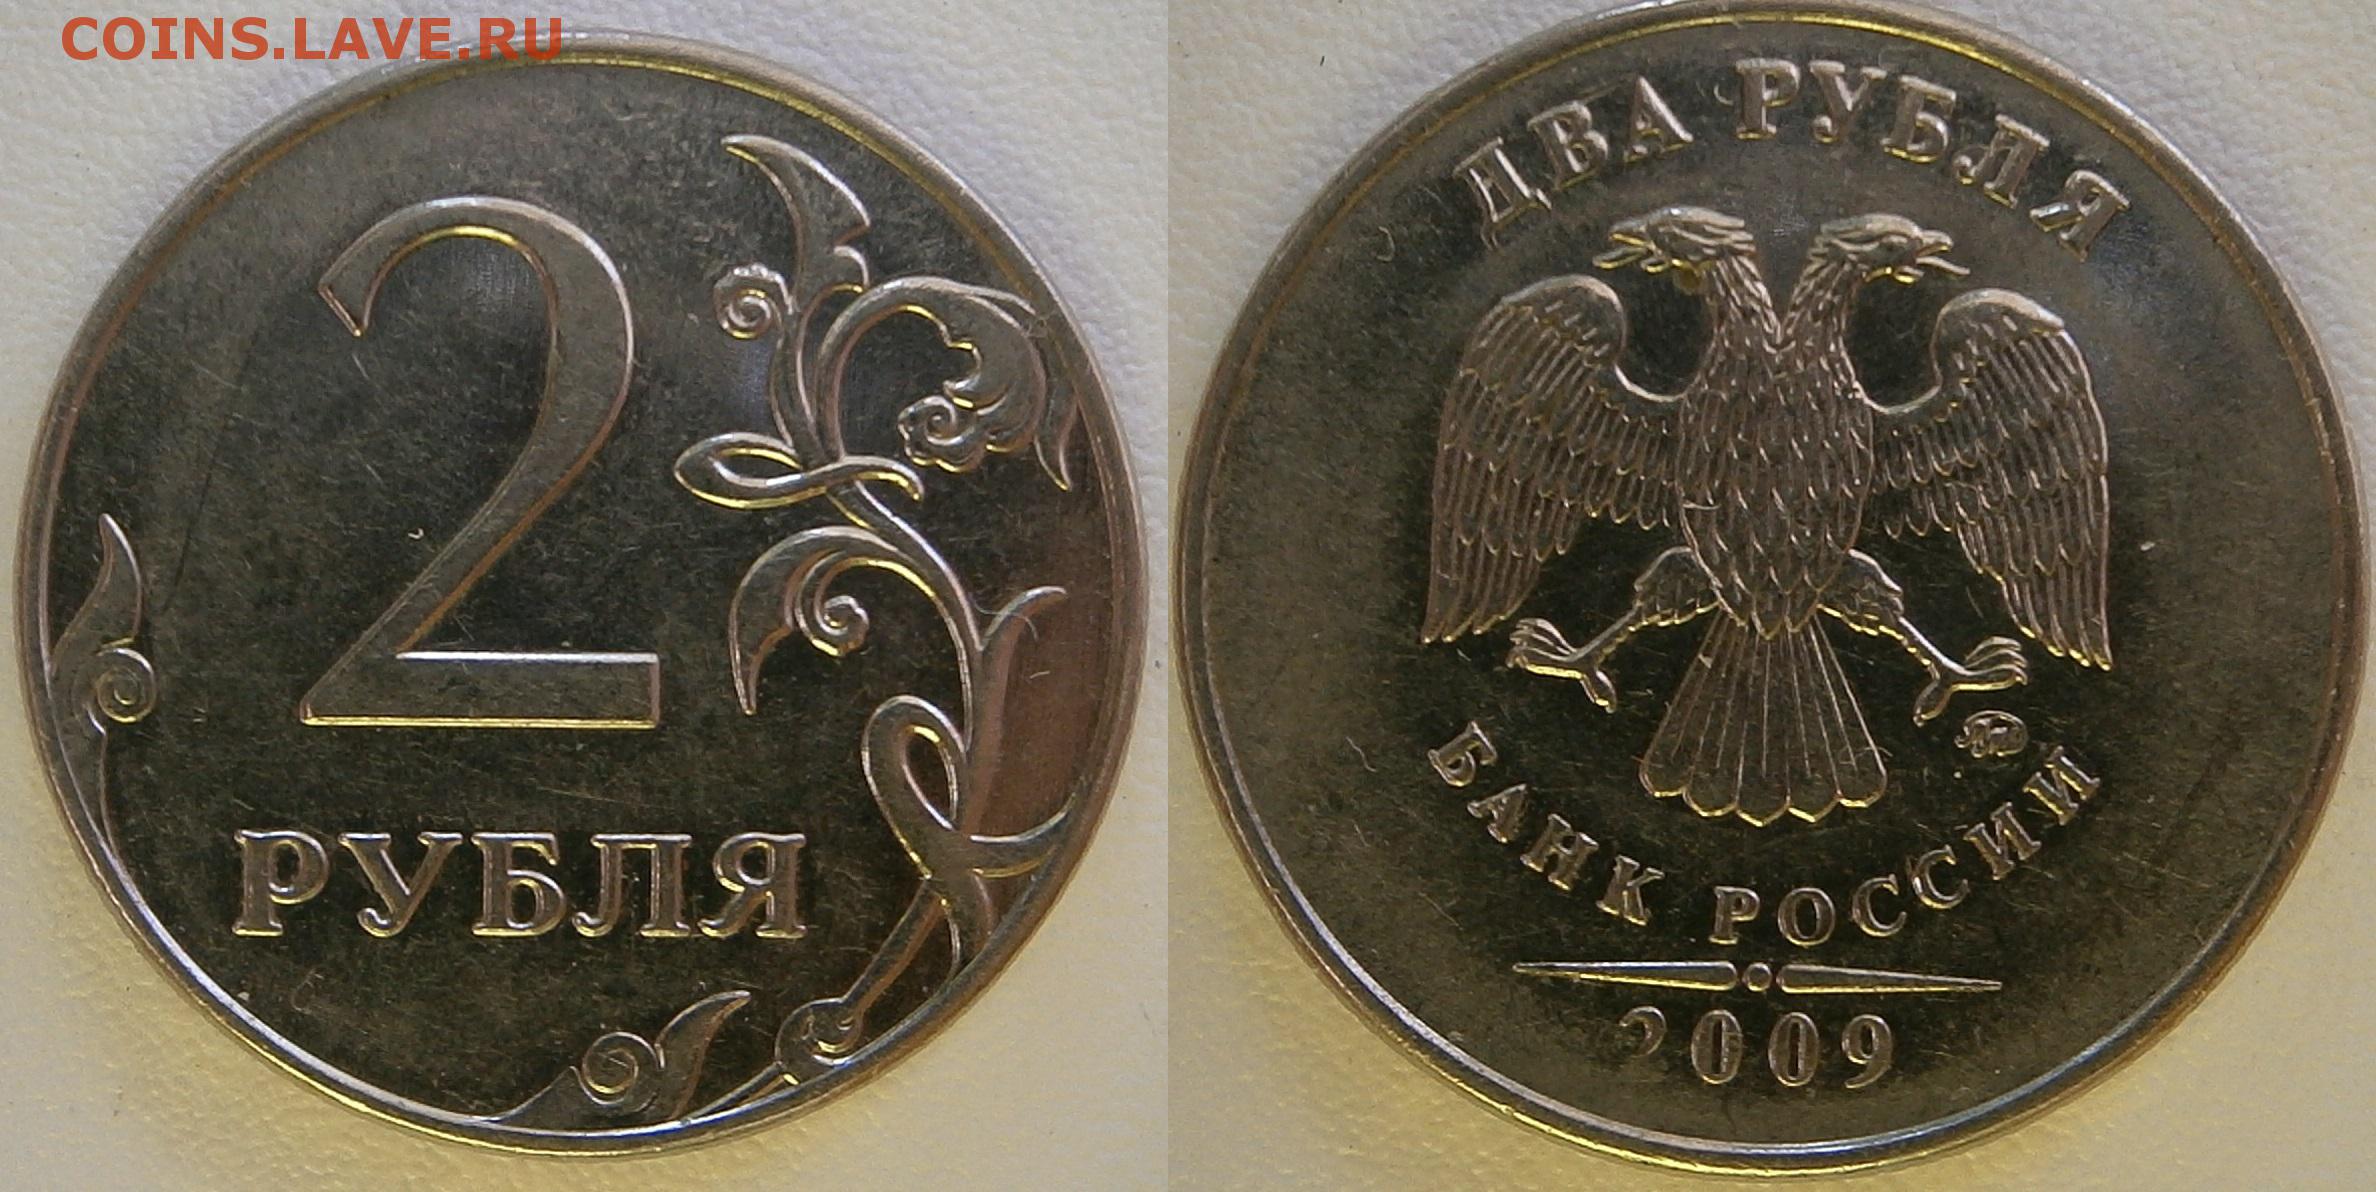 COINS.LAVE.RU
2
РУБЛЯ
ДВА РУБЛЯ
БАНК РОССИИ
2009